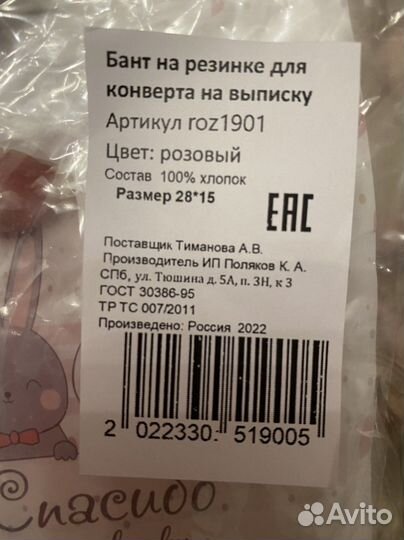 Бант на резинке для
конверта на выписку
Артикул roz1901
Цвет: розовый
Состав 100% хлопок
Размер 28*15
EAC
Поставщик Тиманова А.В.
Производитель ИП Поляков К. А.
СПб, ул. Тюшина д. 5А, п. 3Н, к 3
ГОСТ 30386-95
ТР ТС 007/2011
Произведено: Россия 2022
2 022330 519005
Спасибо
Avito